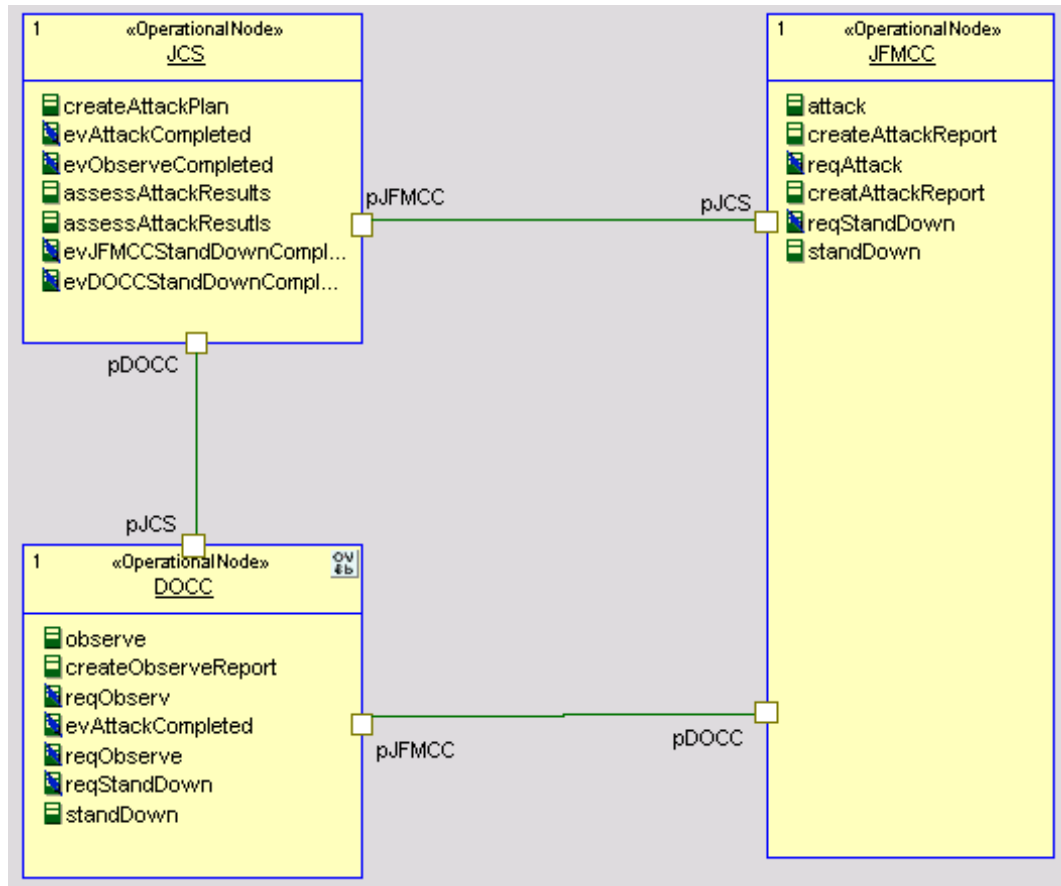 1 «OperationalNode»
JCS
createAttackPlan
evAttackCompleted
evObserveCompleted
assessAttackResults
assessAttackResutls
evJFMCCStandDownCompl...
evDOCCStandDownCompl...
pJFMCC
pDOCC
1 «OperationalNode»
JFMCC
attack
createAttackReport
reqAttack
creatAttackReport
reqStandDown
standDown
pJCS
pDOCC
pJCS
1 «OperationalNode»
DOCC
observe
createObserveReport
reqObserv
evAttackCompleted
reqObserve
reqStandDown
standDown
pJFMCC